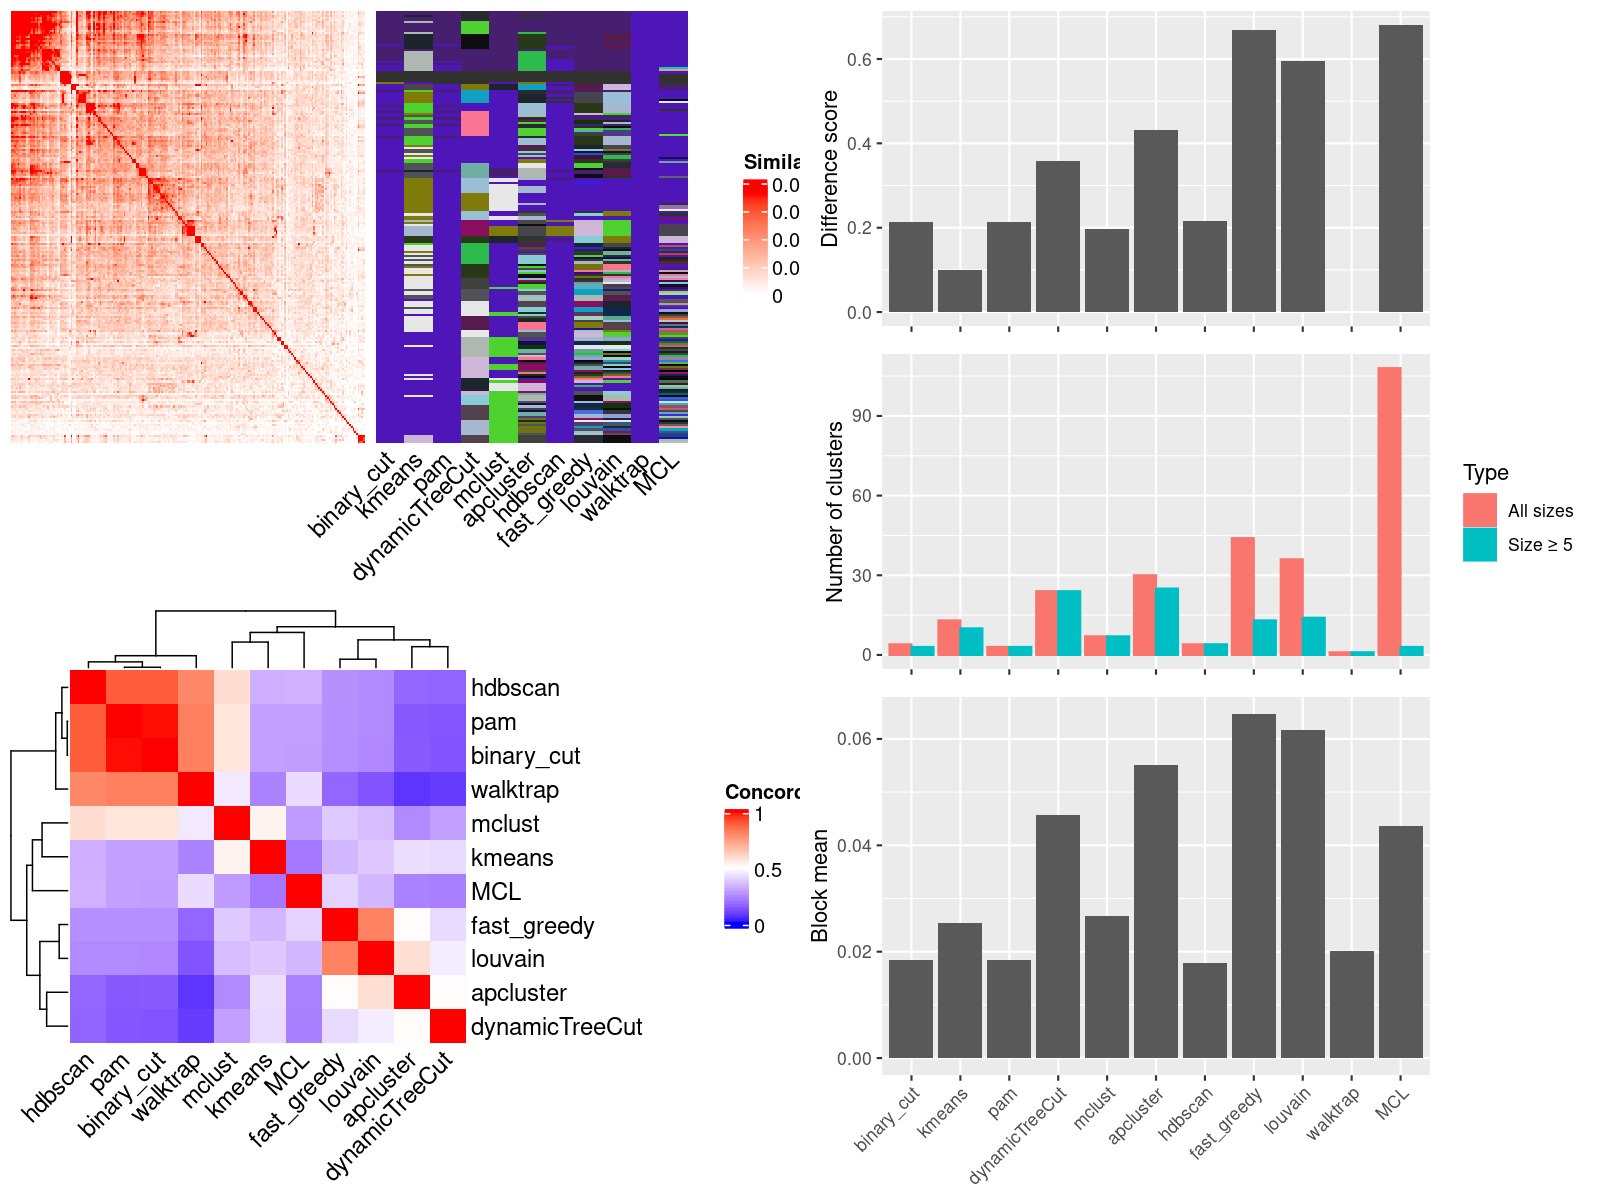 Simila
0.0
0.0
0.0
0.0
0
binary_cut
kmeans
pam
dynamicTreeCut
mclust
apcluster
hdbscan
fast_greedy
louvain
walktrap
MCL
hdbscan
pam
binary_cut
walktrap
mclust
kmeans
MCL
fast_greedy
louvain
apcluster
dynamicTreeCut
hdbscan
pam
binary_cut
walktrap
mclust
kmeans
MCL
fast_greedy
louvain
apcluster
dynamicTreeCut
Concord
1
0.5
0
Difference score
0.6
0.4
0.2
0.0
Number of clusters
90
60
30
0
Type
All sizes
Size ≥ 5
Block mean
0.06
0.04
0.02
0.00
binary_cut
kmeans
pam
dynamicTreeCut
mclust
apcluster
hdbscan
fast_greedy
louvain
walktrap
MCL